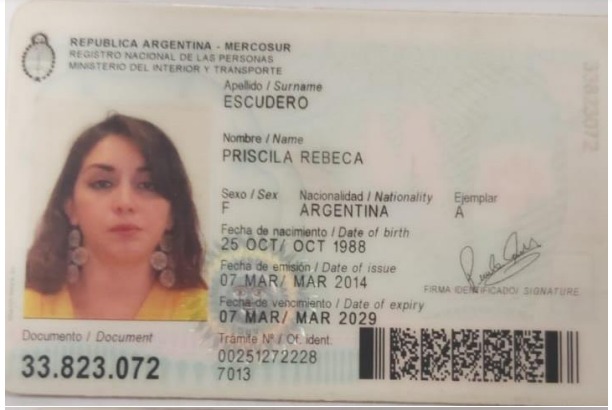 REPUBLICA ARGENTINA - MERCOSUR
REGISTRO NACIONAL DE LAS PERSONAS
MINISTERIO DEL INTERIOR Y TRANSPORTE
Apellido / Surname
ESCUDERO
Nombre / Name
PRISCILA REBECA
Sexo / Sex Nacionalidad / Nationality Ejemplar
F ARGENTINA A
Fecha de nacimiento / Date of birth
25 OCT/ OCT 1988
Fecha de emisión / Date of issue
07 MAR/ MAR 2014
FIRMA IDENTIFICADO/ SIGNATURE
Fecha de vencimiento / Date of expiry
07 MAR/ MAR 2029
Documento / Document
33.823.072
Trámite Nº / Of. ident.
00251272228
7013